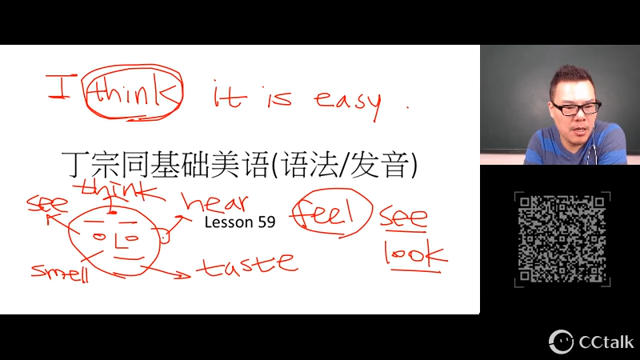 I think it is easy.
丁宗同基础美语(语法/发音)
think
see
hear
Lesson 59
feel
see
look
smell
taste
CCtalk